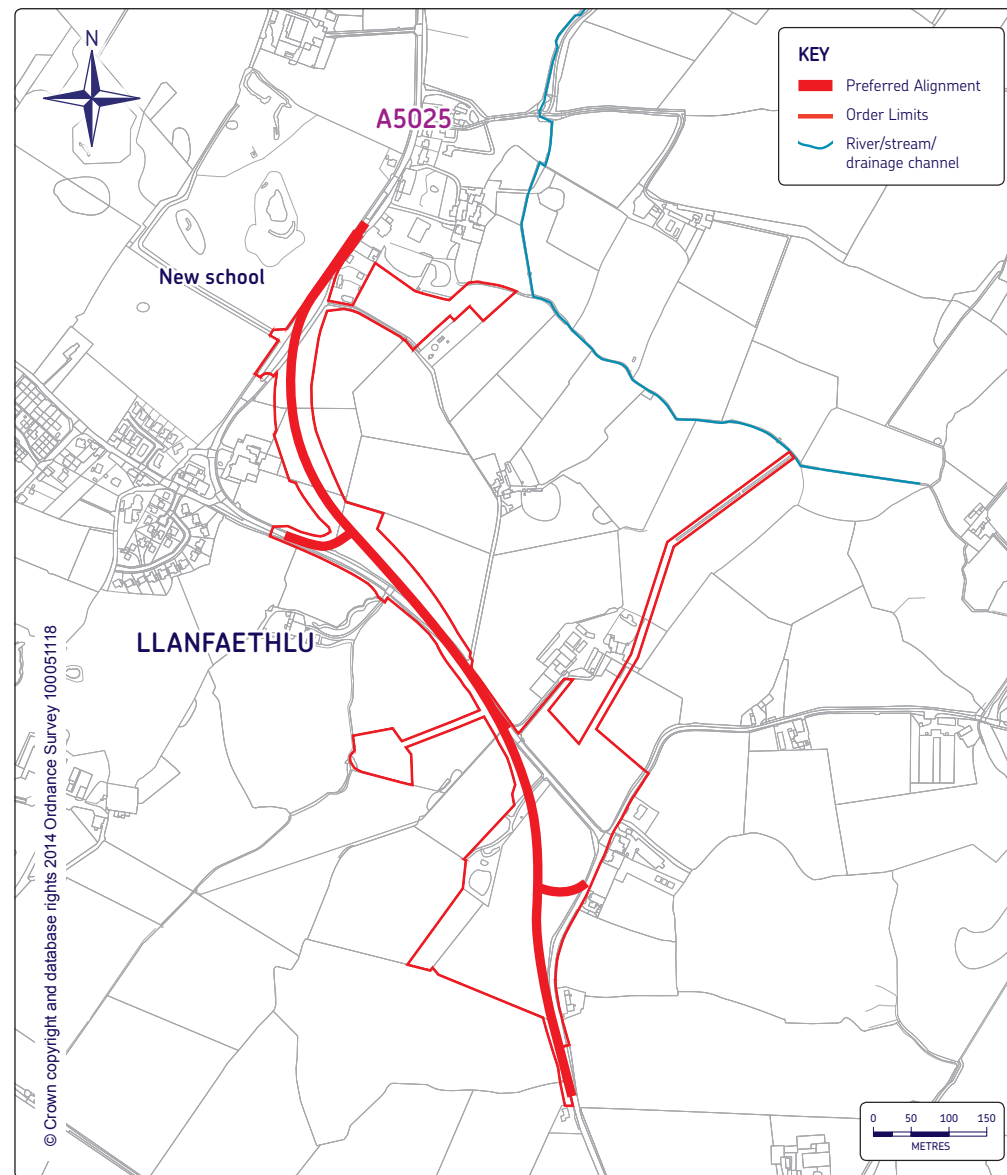 N
A5025
KEY
Preferred Alignment
Order Limits
River/stream/
drainage channel
New school
LLANFAETHLU
© Crown copyright and database rights 2014 Ordnance Survey 100051118
0 50 100 150
METRES